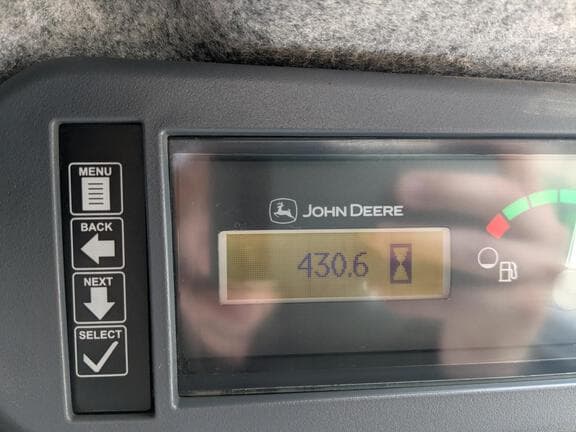 MENU
BACK
NEXT
SELECT
JOHN DEERE
430.6